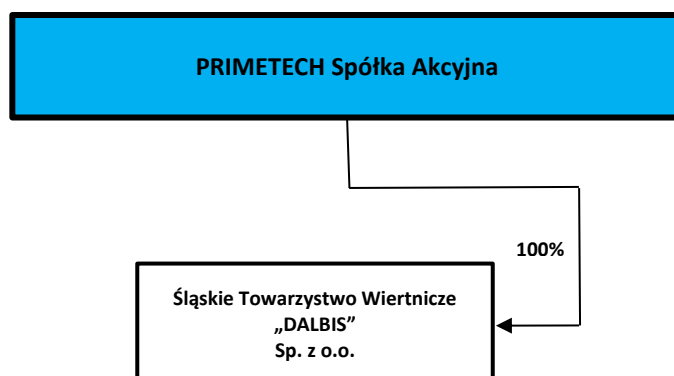 PRIMETECH Spółka Akcyjna
100%
Śląskie Towarzystwo Wiertnicze
„DALBIS”
Sp. z o.o.